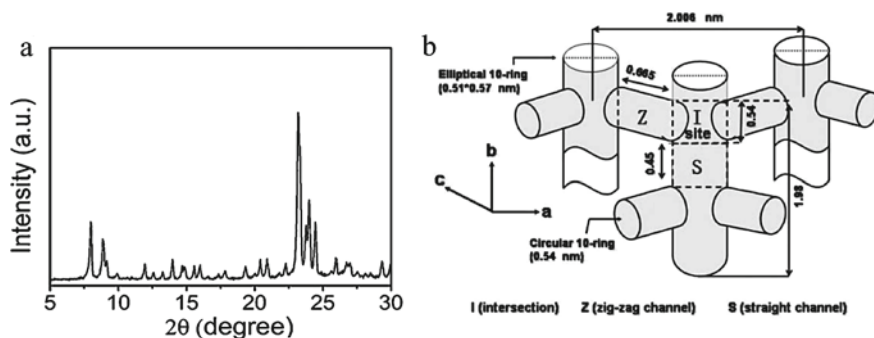 a
Intensity (a.u.)
5 10 15 20 25 30
2θ (degree)
b
2.006 nm
Elliptical 10-ring
(0.51*0.57 nm)
0.665
Z
I
site
0.54
0.45
S
1.98
b
c
a
Circular 10-ring
(0.54 nm)
I (intersection) Z (zig-zag channel) S (straight channel)